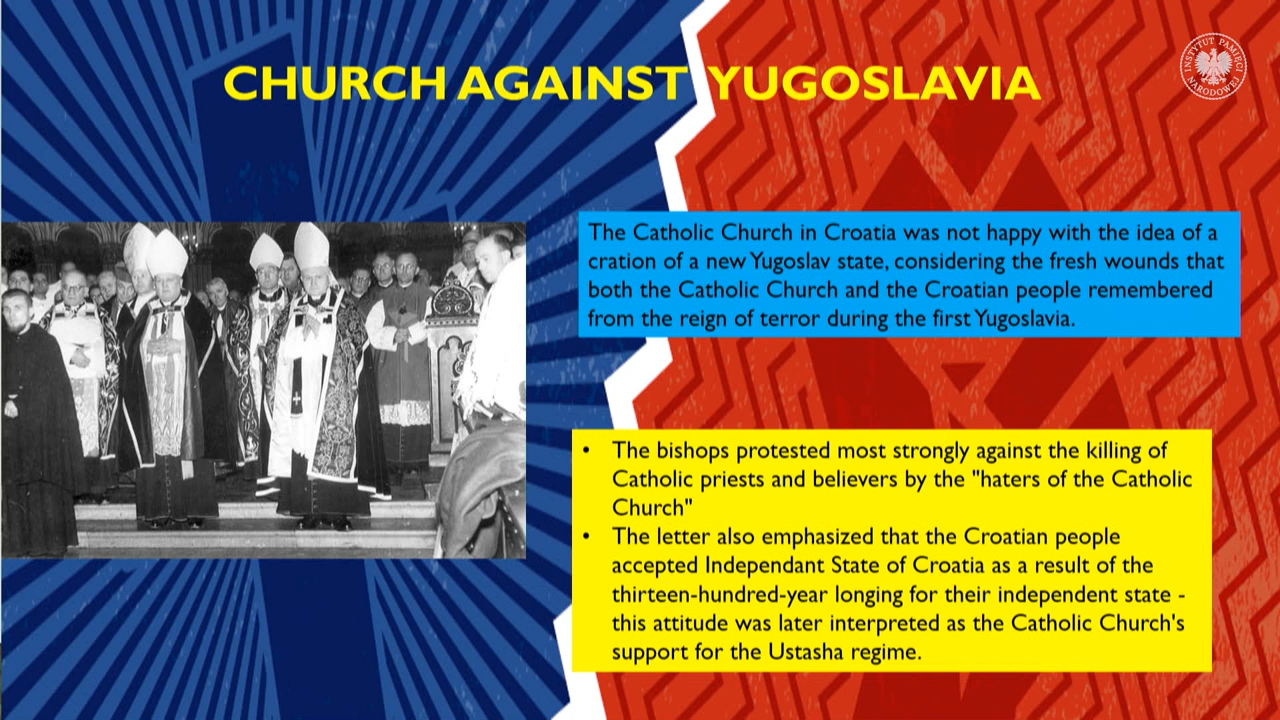 INSTYTUT PAMIĘCI NARODOWEJ
CHURCH AGAINST YUGOSLAVIA
The Catholic Church in Croatia was not happy with the idea of a
cration of a new Yugoslav state, considering the fresh wounds that
both the Catholic Church and the Croatian people remembered
from the reign of terror during the first Yugoslavia.
• The bishops protested most strongly against the killing of
Catholic priests and believers by the "haters of the Catholic
Church"
• The letter also emphasized that the Croatian people
accepted Independant State of Croatia as a result of the
thirteen-hundred-year longing for their independent state -
this attitude was later interpreted as the Catholic Church's
support for the Ustasha regime.